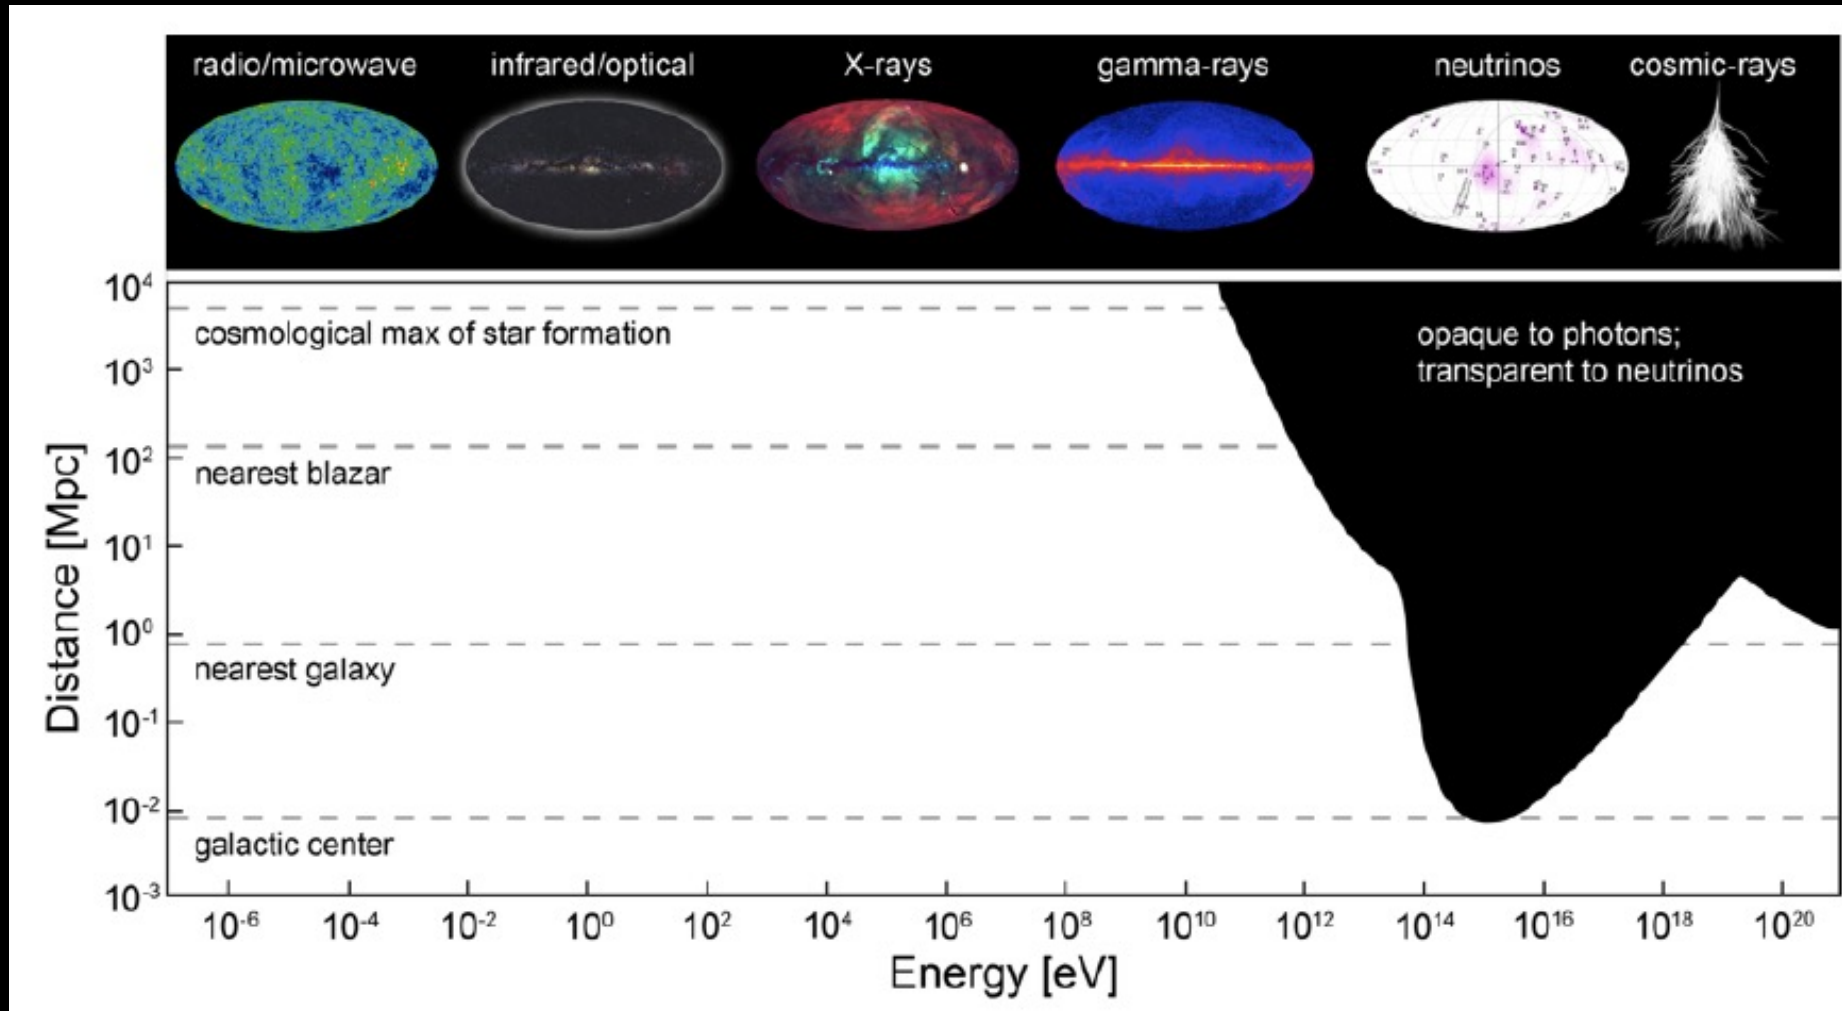 radio/microwave infrared/optical X-rays gamma-rays neutrinos cosmic-rays
10⁴
cosmological max of star formation
opaque to photons;
transparent to neutrinos
10³
10²
nearest blazar
10¹
10⁰
nearest galaxy
10⁻¹
10⁻²
galactic center
10⁻³
Distance [Mpc]
10⁻⁶ 10⁻⁴ 10⁻² 10⁰ 10² 10⁴ 10⁶ 10⁸ 10¹⁰ 10¹² 10¹⁴ 10¹⁶ 10¹⁸ 10²⁰
Energy [eV]